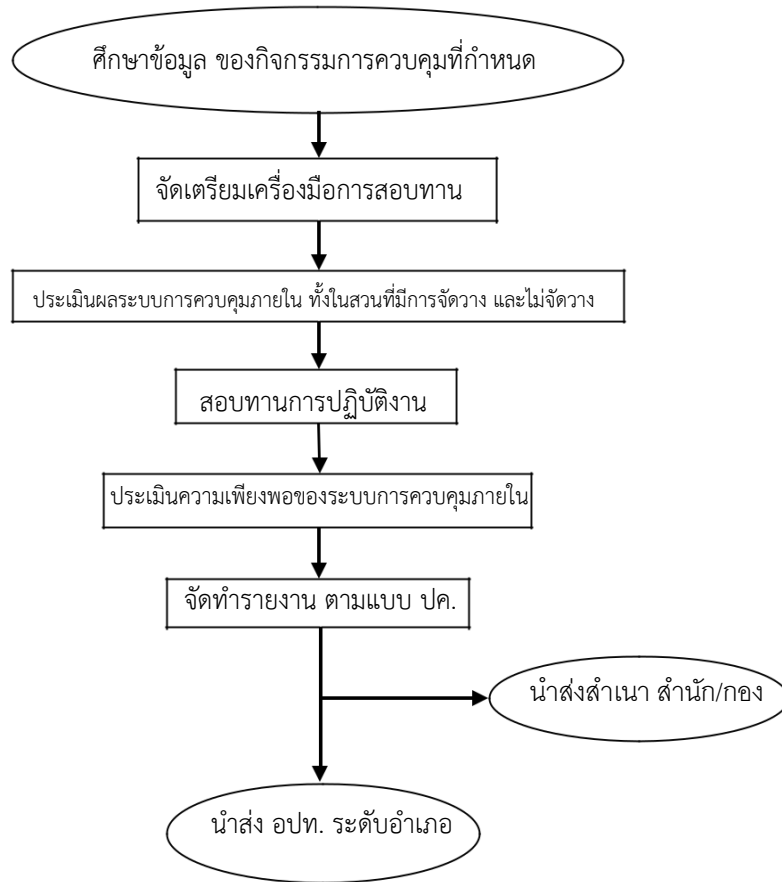 ศึกษาข้อมูล ของกิจกรรมการควบคุมที่กำหนด
จัดเตรียมเครื่องมือการสอบทาน
ประเมินผลระบบการควบคุมภายใน ทั้งในสวนที่มีการจัดวาง และไม่จัดวาง
สอบทานการปฏิบัติงาน
ประเมินความเพียงพอของระบบการควบคุมภายใน
จัดทำรายงาน ตามแบบ ปค.
นำส่งสำเนา สำนัก/กอง
นำส่ง อปท. ระดับอำเภอ